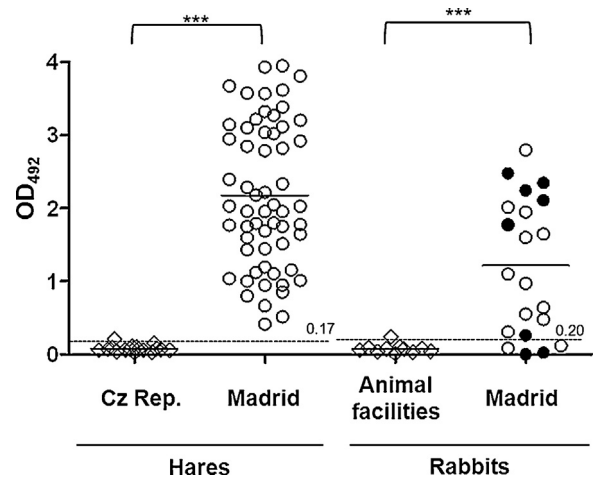 ***
***
4
3
2
1
0
OD492
0.17
0.20
Cz Rep.
Madrid
Animal facilities
Madrid
Hares
Rabbits